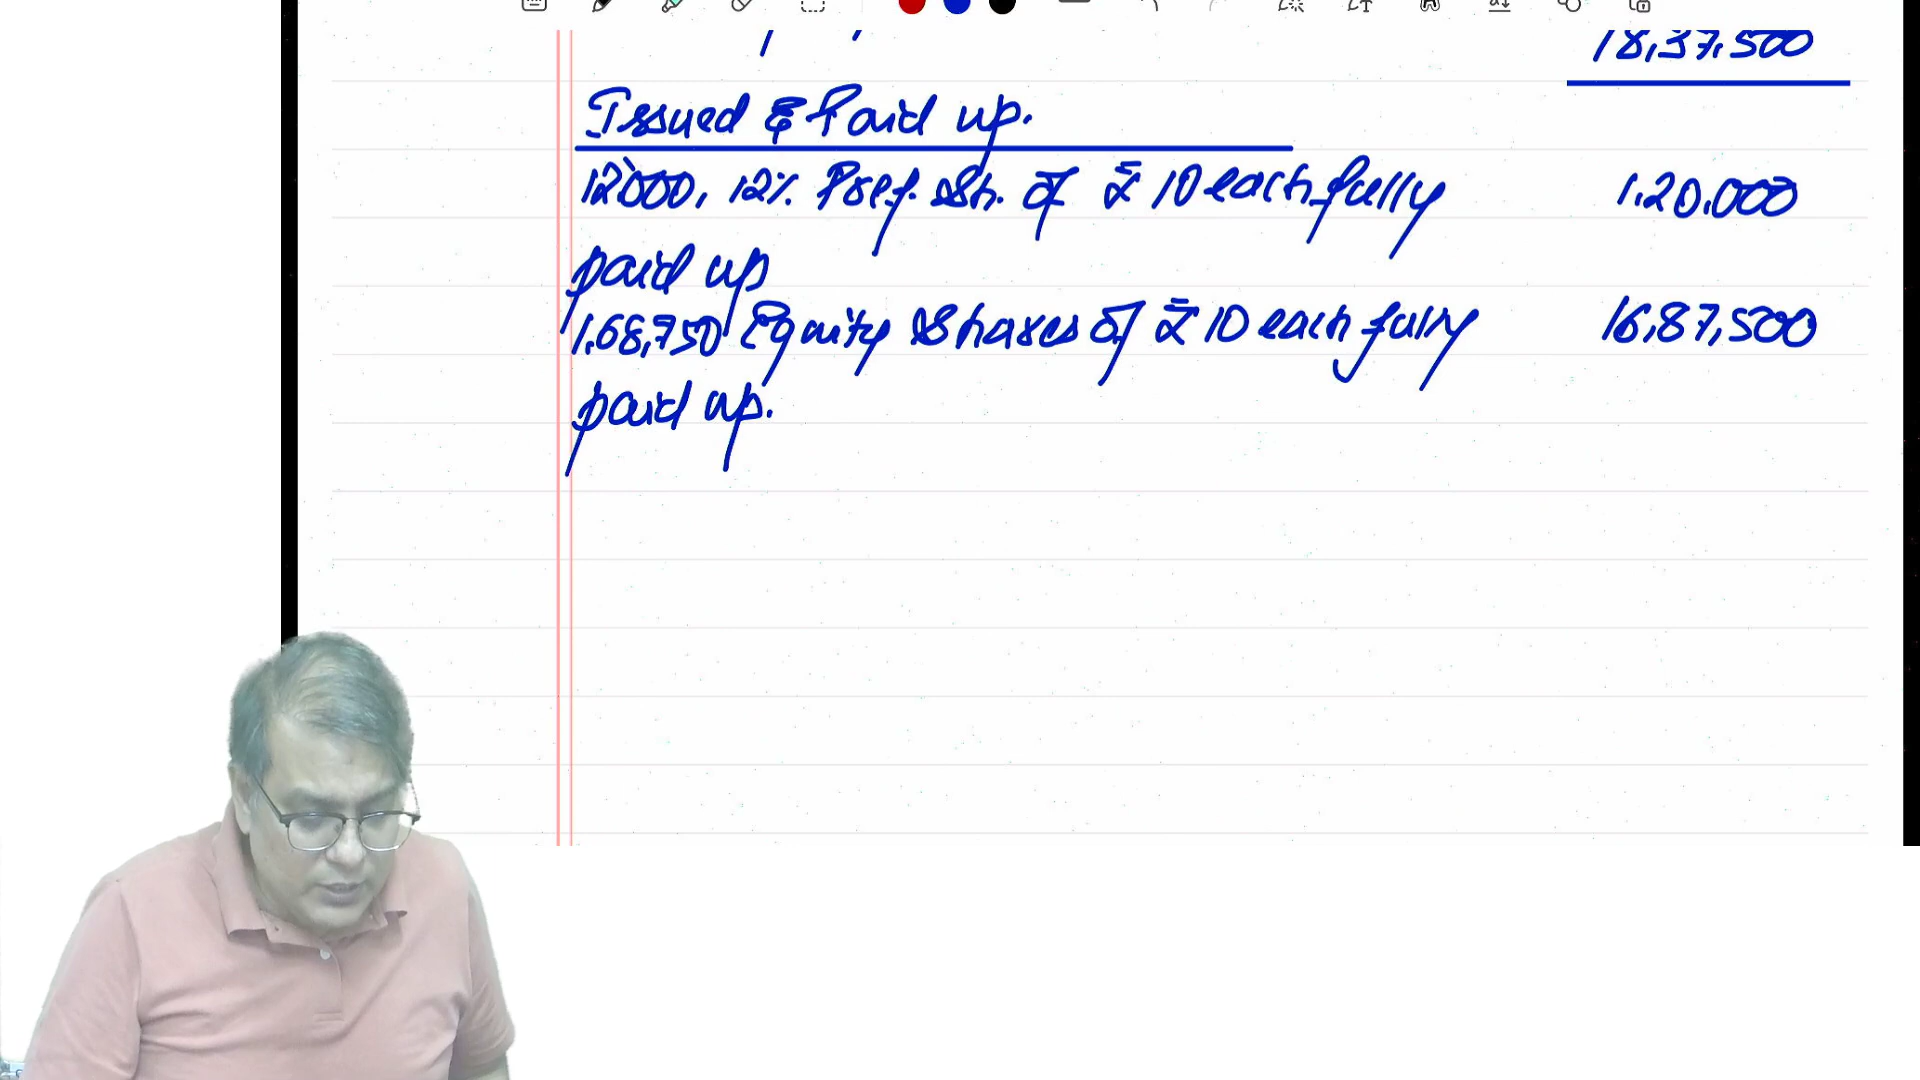 18,37,500
Issued & Paid up.
12000, 12% Pref. Sh. of ₹ 10 each fully 1,20,000
paid up
1,68,750 Equity Shares of ₹ 10 each fully 16,87,500
paid up.